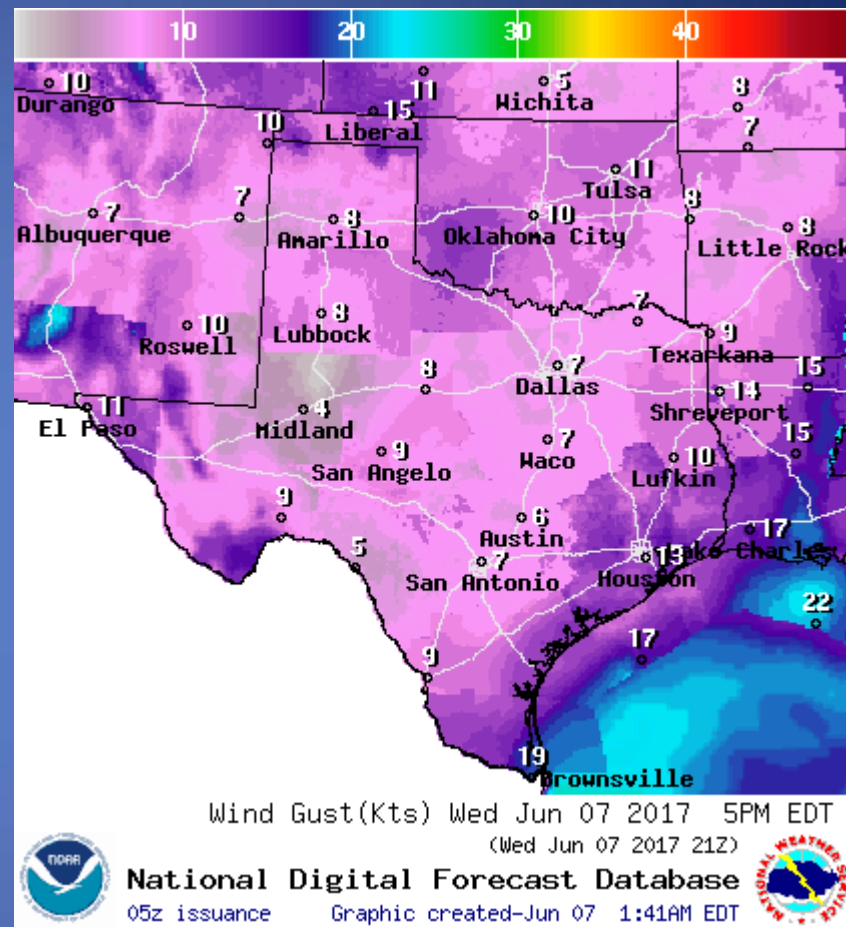 10 20 30 40
10
Durango
11
5
Wichita
15
Liberal
8
7
10
11
Tulsa
7
Albuquerque
7
8
Amarillo
10
Oklahoma City
8
8
Little Rock
10
Roswell
8
Lubbock
7
9
Texarkana
11
El Paso
4
Midland
8
7
Dallas
14
Shreveport
15
9
San Angelo
7
Waco
10
Lufkin
15
9
6
Austin
17
Lake Charles
5
7
San Antonio
13
Houston
22
17
9
19
Brownsville
Wind Gust(Kts) Wed Jun 07 2017 5PM EDT
(Wed Jun 07 2017 21Z)
NOAA
National Digital Forecast Database
05z issuance Graphic created-Jun 07 1:41AM EDT
NATIONAL WEATHER SERVICE